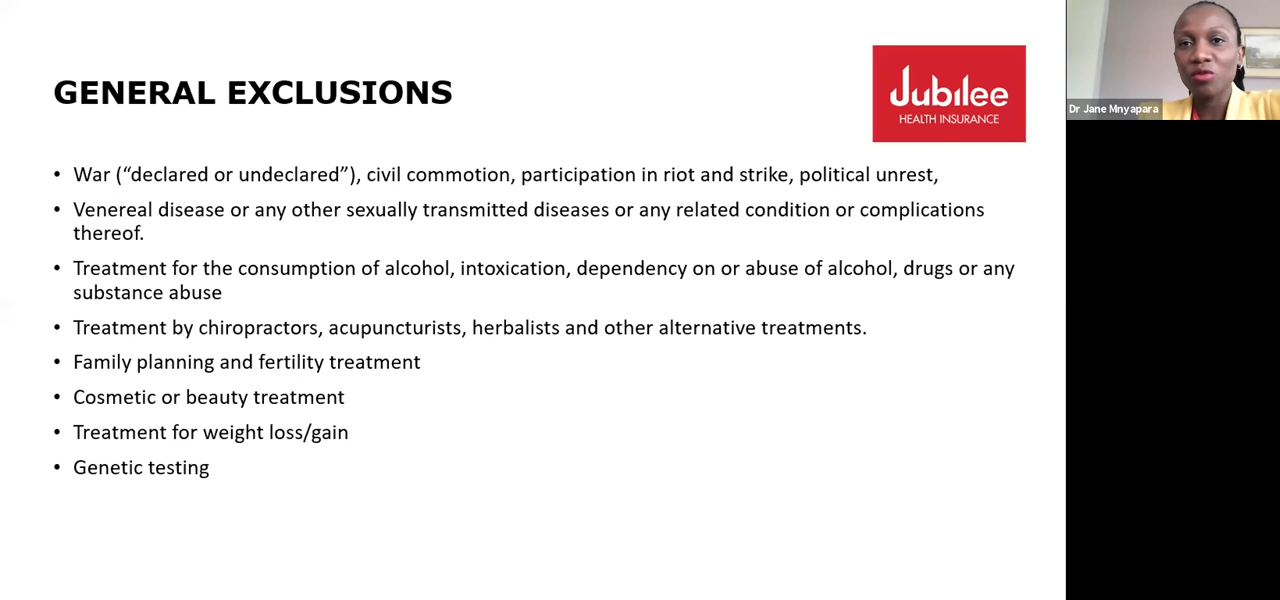 GENERAL EXCLUSIONS
Jubilee
HEALTH INSURANCE
Dr Jane Mnyapara
• War (“declared or undeclared”), civil commotion, participation in riot and strike, political unrest,
• Venereal disease or any other sexually transmitted diseases or any related condition or complications
thereof.
• Treatment for the consumption of alcohol, intoxication, dependency on or abuse of alcohol, drugs or any
substance abuse
• Treatment by chiropractors, acupuncturists, herbalists and other alternative treatments.
• Family planning and fertility treatment
• Cosmetic or beauty treatment
• Treatment for weight loss/gain
• Genetic testing